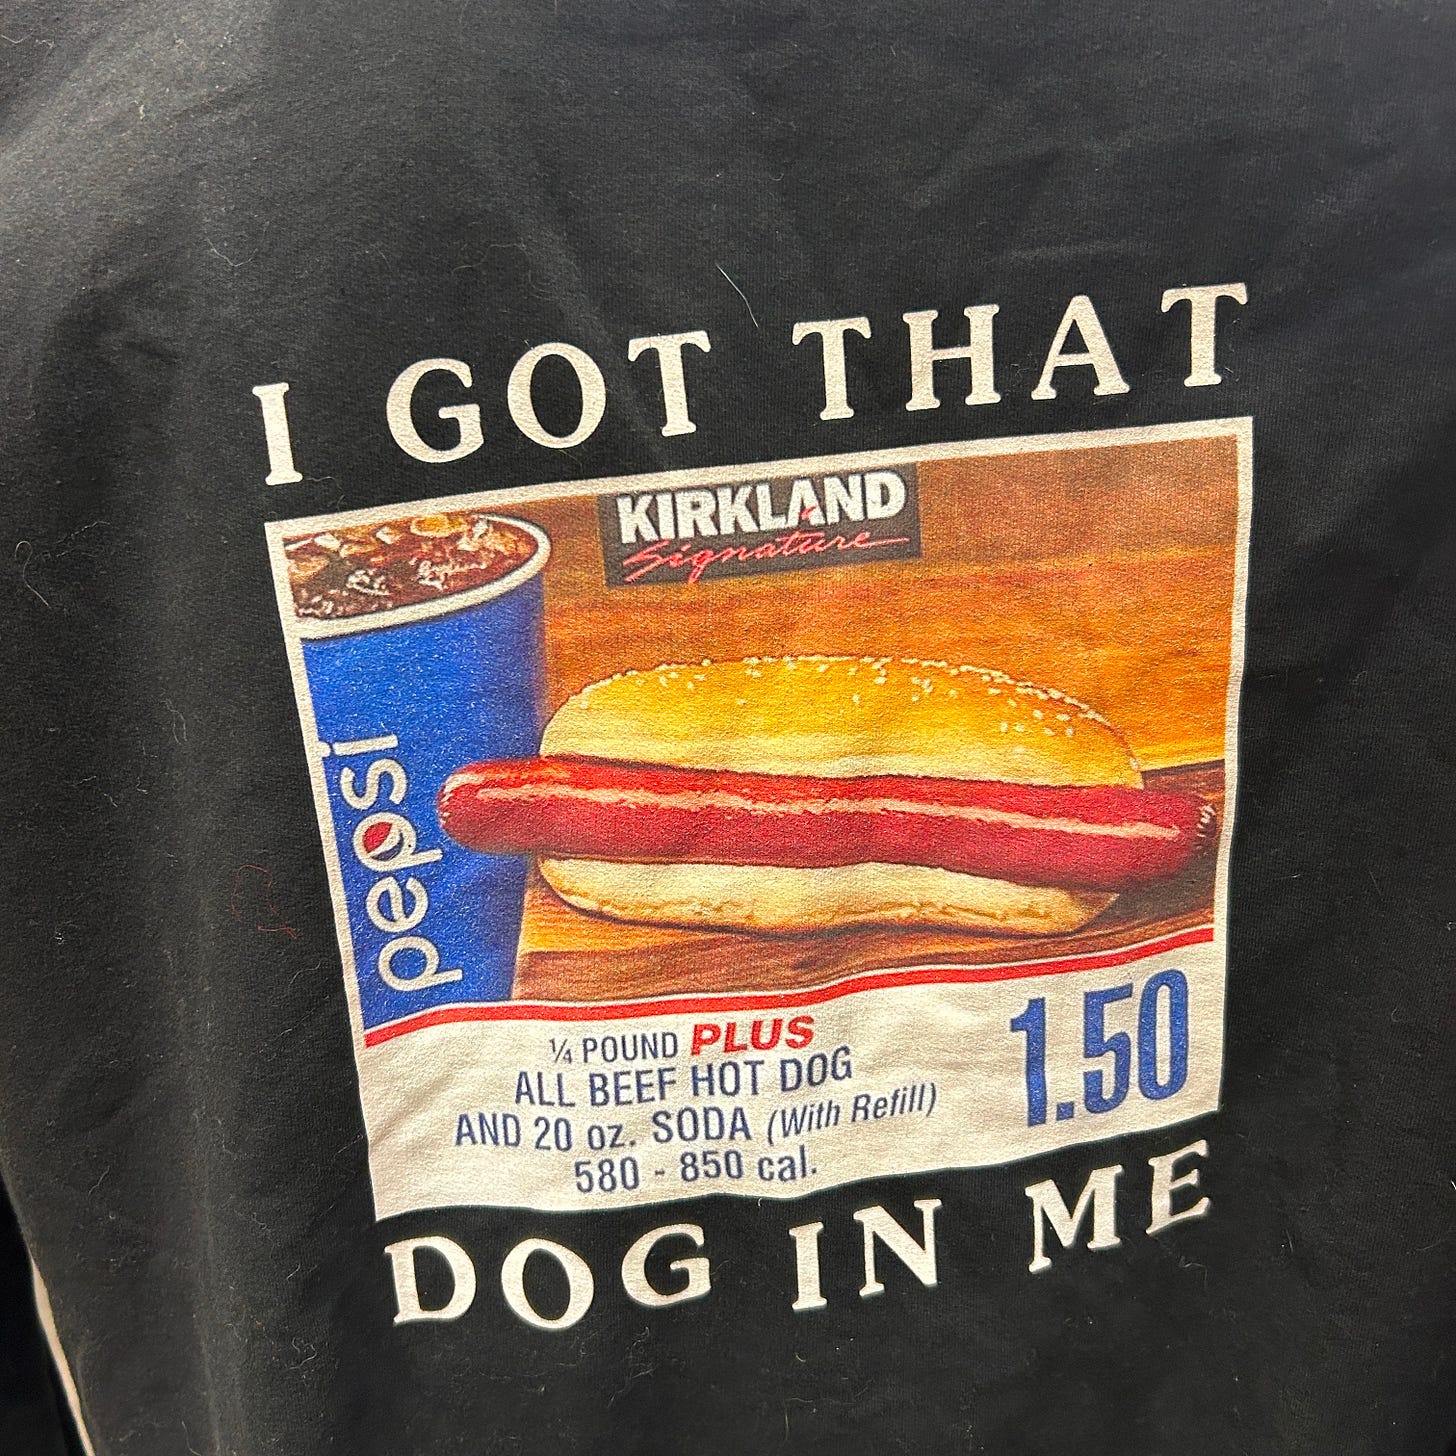 I GOT THAT
KIRKLAND
Signature
pepsi
¼ POUND PLUS
ALL BEEF HOT DOG
AND 20 oz. SODA (With Refill)
580 - 850 cal.
1.50
DOG IN ME